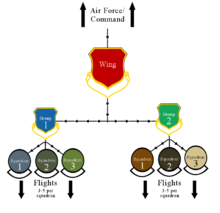 Air Force/
Command
Wing
Group
1
Group
2
Squadron
1
Squadron
2
Squadron
3
Squadron
1
Squadron
2
Squadron
3
Flights
3-5 per
squadron
Flights
3-5 per
squadron